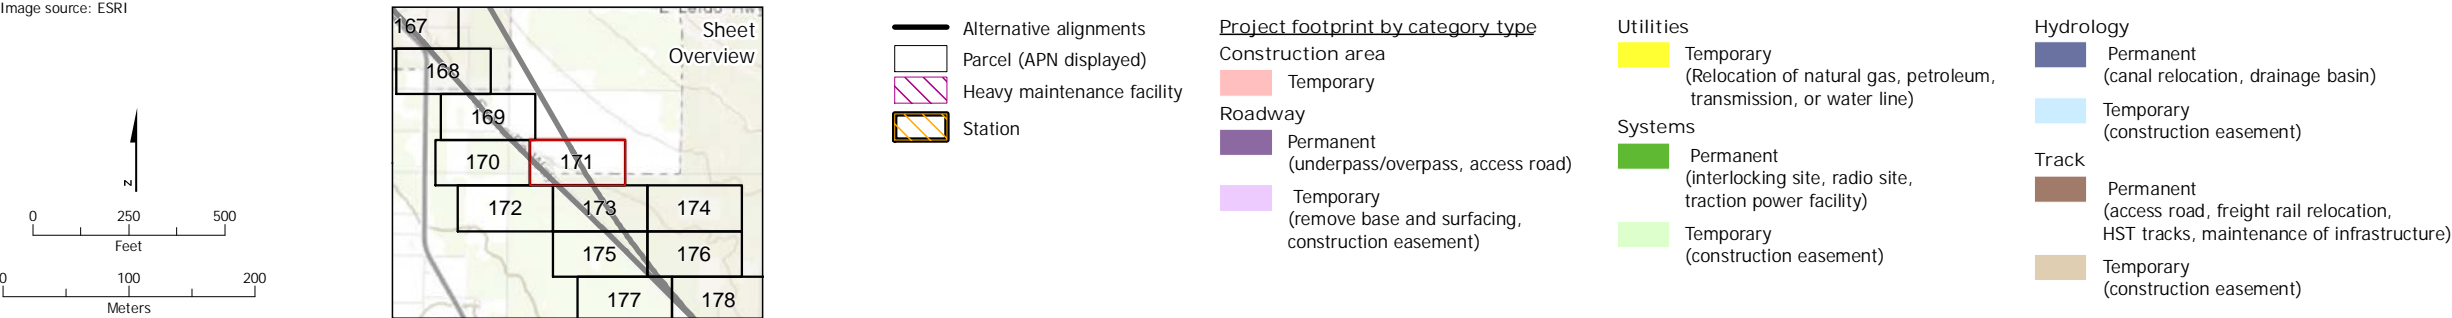 Image source: ESRI
N
0 250 500
Feet
0 100 200
Meters
Sheet
Overview
167
168
169
170
171
172
173
174
175
176
177
178
Alternative alignments
Parcel (APN displayed)
Heavy maintenance facility
Station
Project footprint by category type
Construction area
Temporary
Roadway
Permanent
(underpass/overpass, access road)
Temporary
(remove base and surfacing,
construction easement)
Utilities
Temporary
(Relocation of natural gas, petroleum,
transmission, or water line)
Systems
Permanent
(interlocking site, radio site,
traction power facility)
Temporary
(construction easement)
Hydrology
Permanent
(canal relocation, drainage basin)
Temporary
(construction easement)
Track
Permanent
(access road, freight rail relocation,
HST tracks, maintenance of infrastructure)
Temporary
(construction easement)